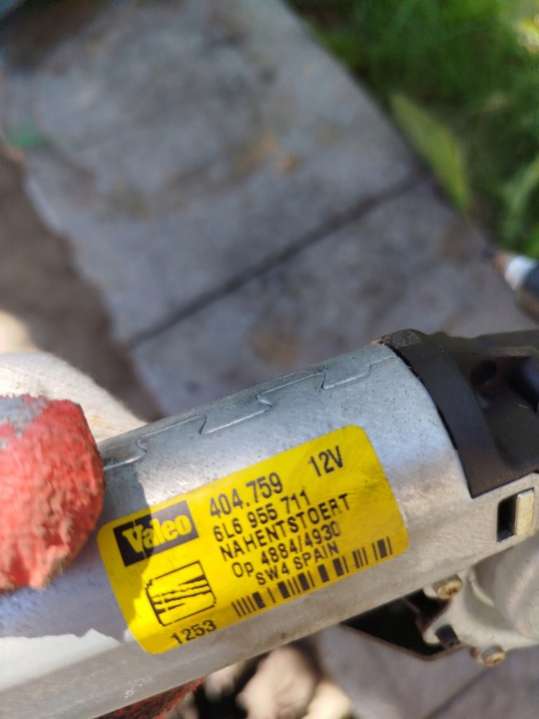 Valeo
404.759 12V
6L6 955 711
NAHENTSTOERT
Op 4884/4930
SW4 SPAIN
1253